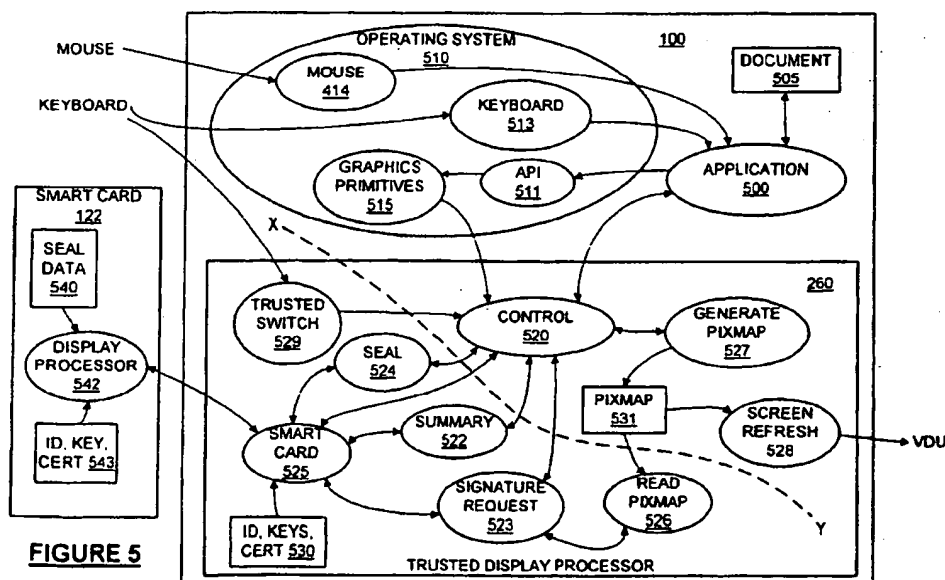 OPERATING SYSTEM
510
100
MOUSE
MOUSE
414
DOCUMENT
505
KEYBOARD
KEYBOARD
513
GRAPHICS
PRIMITIVES
515
API
511
APPLICATION
500
SMART CARD
122
SEAL
DATA
540
DISPLAY
PROCESSOR
542
ID, KEY,
CERT 543
FIGURE 5
X
260
TRUSTED
SWITCH
529
CONTROL
520
GENERATE
PIXMAP
527
SEAL
524
PIXMAP
531
SCREEN
REFRESH
528
VDU
SUMMARY
522
SMART
CARD
525
SIGNATURE
REQUEST
523
READ
PIXMAP
526
Y
ID, KEYS,
CERT 530
TRUSTED DISPLAY PROCESSOR